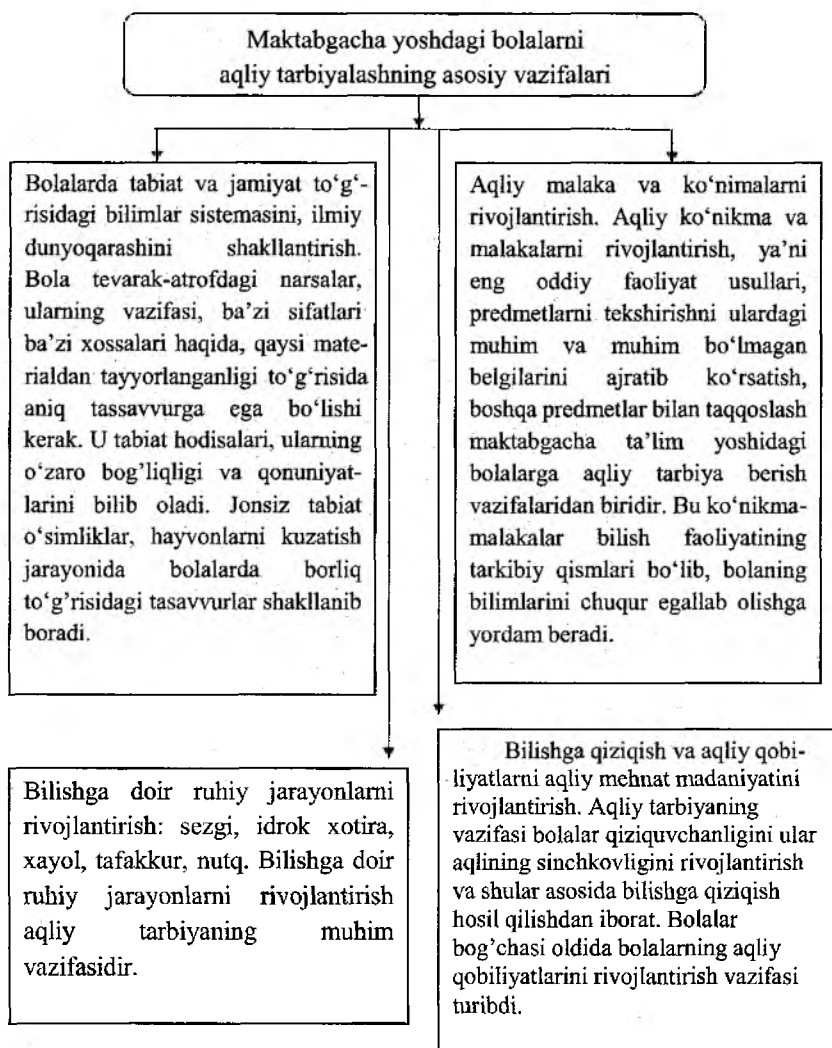 Maktabgacha yoshdagi bolalarni
aqliy tarbiyalashning asosiy vazifalari
Bolalarda tabiat va jamiyat to‘g‘-
risidagi bilimlar sistemasini, ilmiy
dunyoqarashini shakllantirish.
Bola tevarak-atrofdagi narsalar,
ularning vazifasi, ba’zi sifatlari
ba’zi xossalari haqida, qaysi mate-
rialdan tayyorlanganligi to‘g‘risida
aniq tassavvurga ega bo‘lishi
kerak. U tabiat hodisalari, ularning
o‘zaro bog’liqligi va qonuniyat-
larini bilib oladi. Jonsiz tabiat
o‘simliklar, hayvonlarni kuzatish
jarayonida bolalarda borliq
to‘g’risidagi tasavvurlar shakllanib
boradi.
Aqliy malaka va ko‘nimalarni
rivojlantirish. Aqliy ko‘nikma va
malakalarni rivojlantirish, ya’ni
eng oddiy faoliyat usullari,
predmetlarni tekshirishni ulardagi
muhim va muhim bo‘lmagan
belgilarini ajratib ko‘rsatish,
boshqa predmetlar bilan taqqoslash
maktabgacha ta’lim yoshidagi
bolalarga aqliy tarbiya berish
vazifalaridan biridir. Bu ko‘nikma-
malakalar bilish faoliyatining
tarkibiy qismlari bo‘lib, bolaning
bilimlarini chuqur egallab olishga
yordam beradi.
Bilishga doir ruhiy jarayonlarni
rivojlantirish: sezgi, idrok xotira,
xayol, tafakkur, nutq. Bilishga doir
ruhiy jarayonlarni rivojlantirish
aqliy tarbiyaning muhim
vazifasidir.
Bilishga qiziqish va aqliy qobi-
liyatlarni aqliy mehnat madaniyatini
rivojlantirish. Aqliy tarbiyaning
vazifasi bolalar qiziquvchanligini ular
aqlining sinchkovligini rivojlantirish
va shular asosida bilishga qiziqish
hosil qilishdan iborat. Bolalar
bog’chasi oldida bolalarning aqliy
qobiliyatlarini rivojlantirish vazifasi
turibdi.